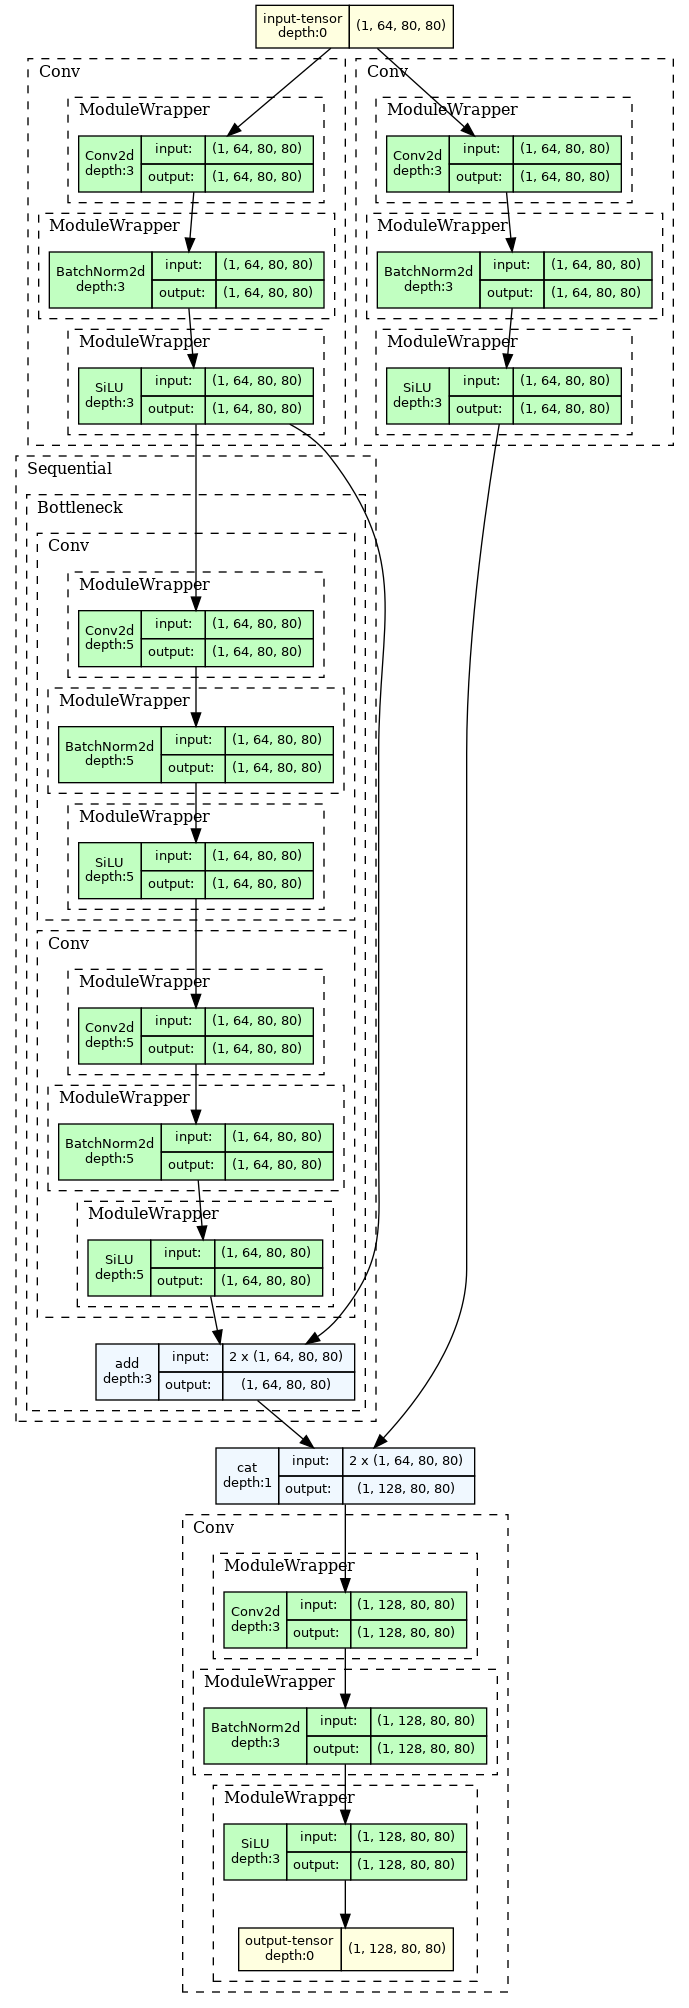 input-tensor
depth:0
(1, 64, 80, 80)
Conv
ModuleWrapper
Conv2d
depth:3
input:
(1, 64, 80, 80)
output:
(1, 64, 80, 80)
ModuleWrapper
BatchNorm2d
depth:3
input:
(1, 64, 80, 80)
output:
(1, 64, 80, 80)
ModuleWrapper
SiLU
depth:3
input:
(1, 64, 80, 80)
output:
(1, 64, 80, 80)
Conv
ModuleWrapper
Conv2d
depth:3
input:
(1, 64, 80, 80)
output:
(1, 64, 80, 80)
ModuleWrapper
BatchNorm2d
depth:3
input:
(1, 64, 80, 80)
output:
(1, 64, 80, 80)
ModuleWrapper
SiLU
depth:3
input:
(1, 64, 80, 80)
output:
(1, 64, 80, 80)
Sequential
Bottleneck
Conv
ModuleWrapper
Conv2d
depth:5
input:
(1, 64, 80, 80)
output:
(1, 64, 80, 80)
ModuleWrapper
BatchNorm2d
depth:5
input:
(1, 64, 80, 80)
output:
(1, 64, 80, 80)
ModuleWrapper
SiLU
depth:5
input:
(1, 64, 80, 80)
output:
(1, 64, 80, 80)
Conv
ModuleWrapper
Conv2d
depth:5
input:
(1, 64, 80, 80)
output:
(1, 64, 80, 80)
ModuleWrapper
BatchNorm2d
depth:5
input:
(1, 64, 80, 80)
output:
(1, 64, 80, 80)
ModuleWrapper
SiLU
depth:5
input:
(1, 64, 80, 80)
output:
(1, 64, 80, 80)
add
depth:3
input:
2 x (1, 64, 80, 80)
output:
(1, 64, 80, 80)
cat
depth:1
input:
2 x (1, 64, 80, 80)
output:
(1, 128, 80, 80)
Conv
ModuleWrapper
Conv2d
depth:3
input:
(1, 128, 80, 80)
output:
(1, 128, 80, 80)
ModuleWrapper
BatchNorm2d
depth:3
input:
(1, 128, 80, 80)
output:
(1, 128, 80, 80)
ModuleWrapper
SiLU
depth:3
input:
(1, 128, 80, 80)
output:
(1, 128, 80, 80)
output-tensor
depth:0
(1, 128, 80, 80)